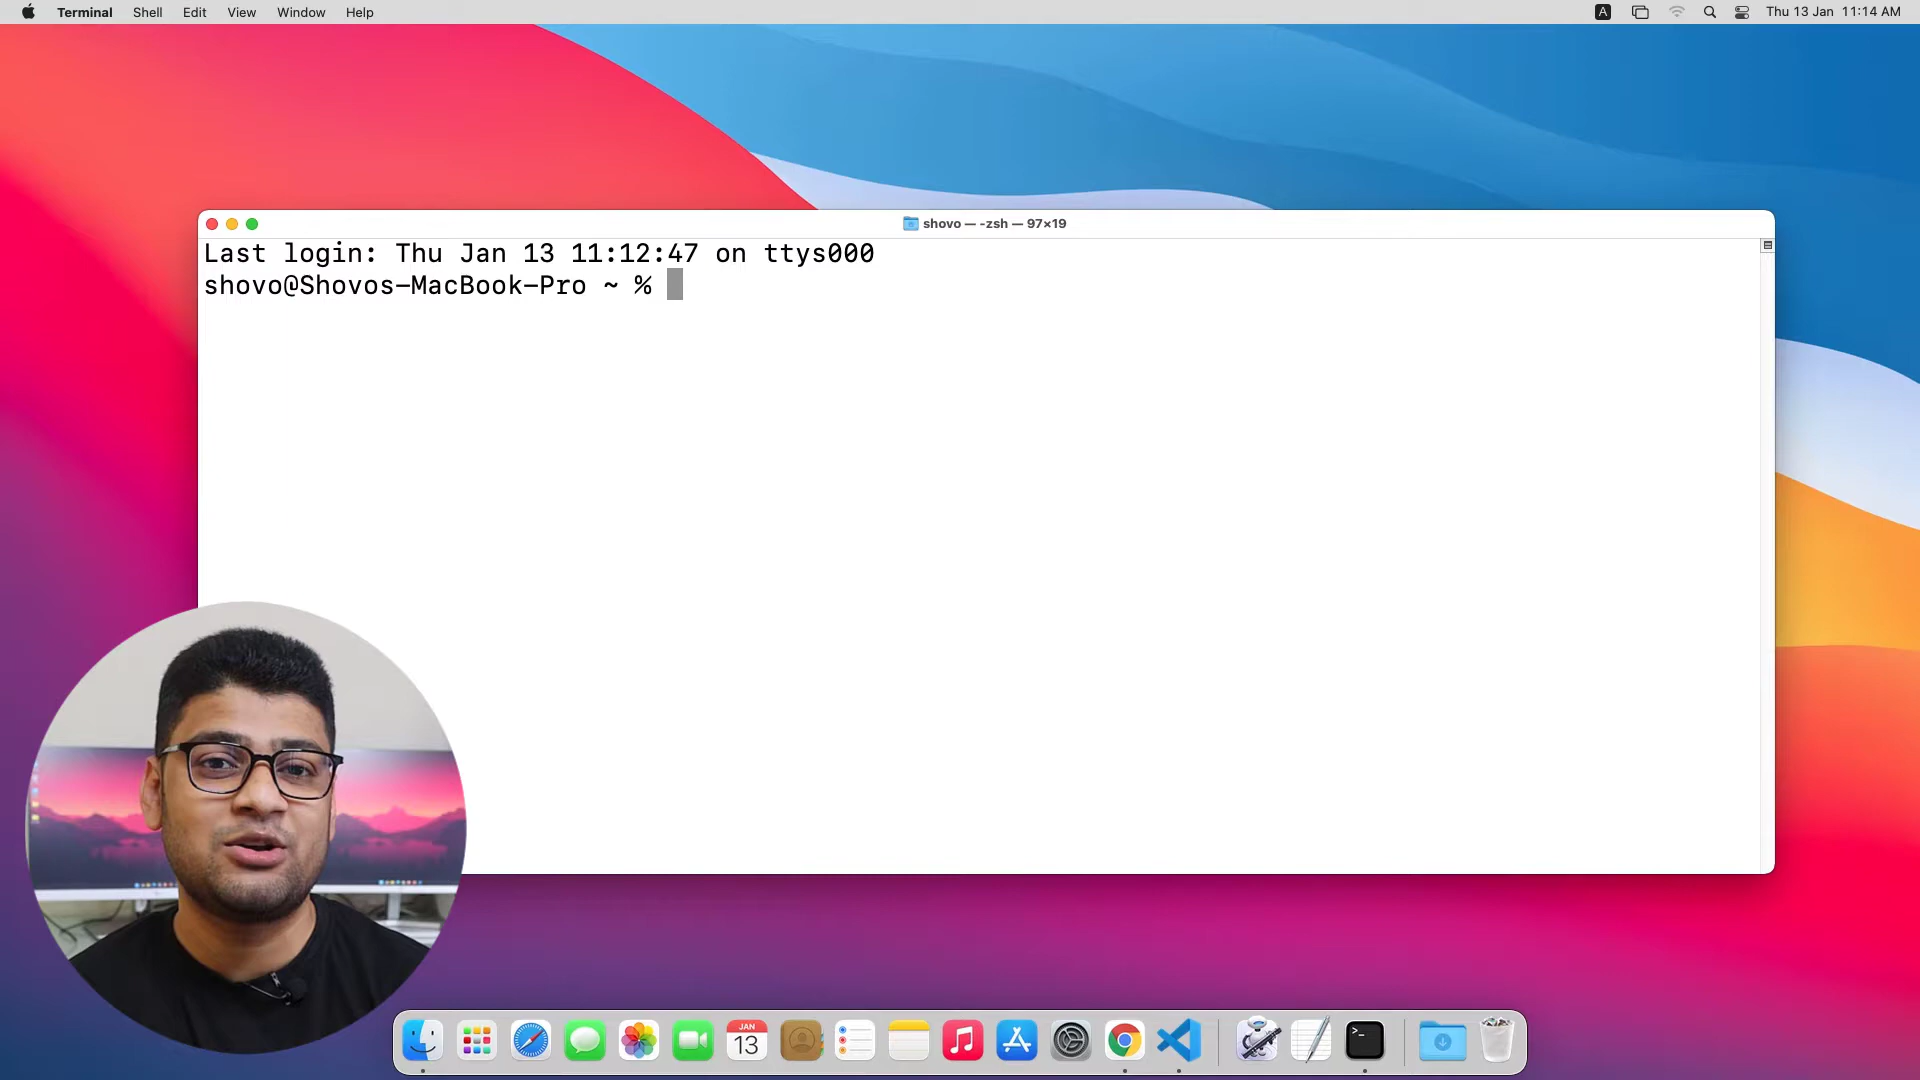 Terminal Shell Edit View Window Help A Thu 13 Jan 11:14 AM
shovo — -zsh — 97×19
Last login: Thu Jan 13 11:12:47 on ttys000
shovo@Shovos-MacBook-Pro ~ %
JAN
13
>_